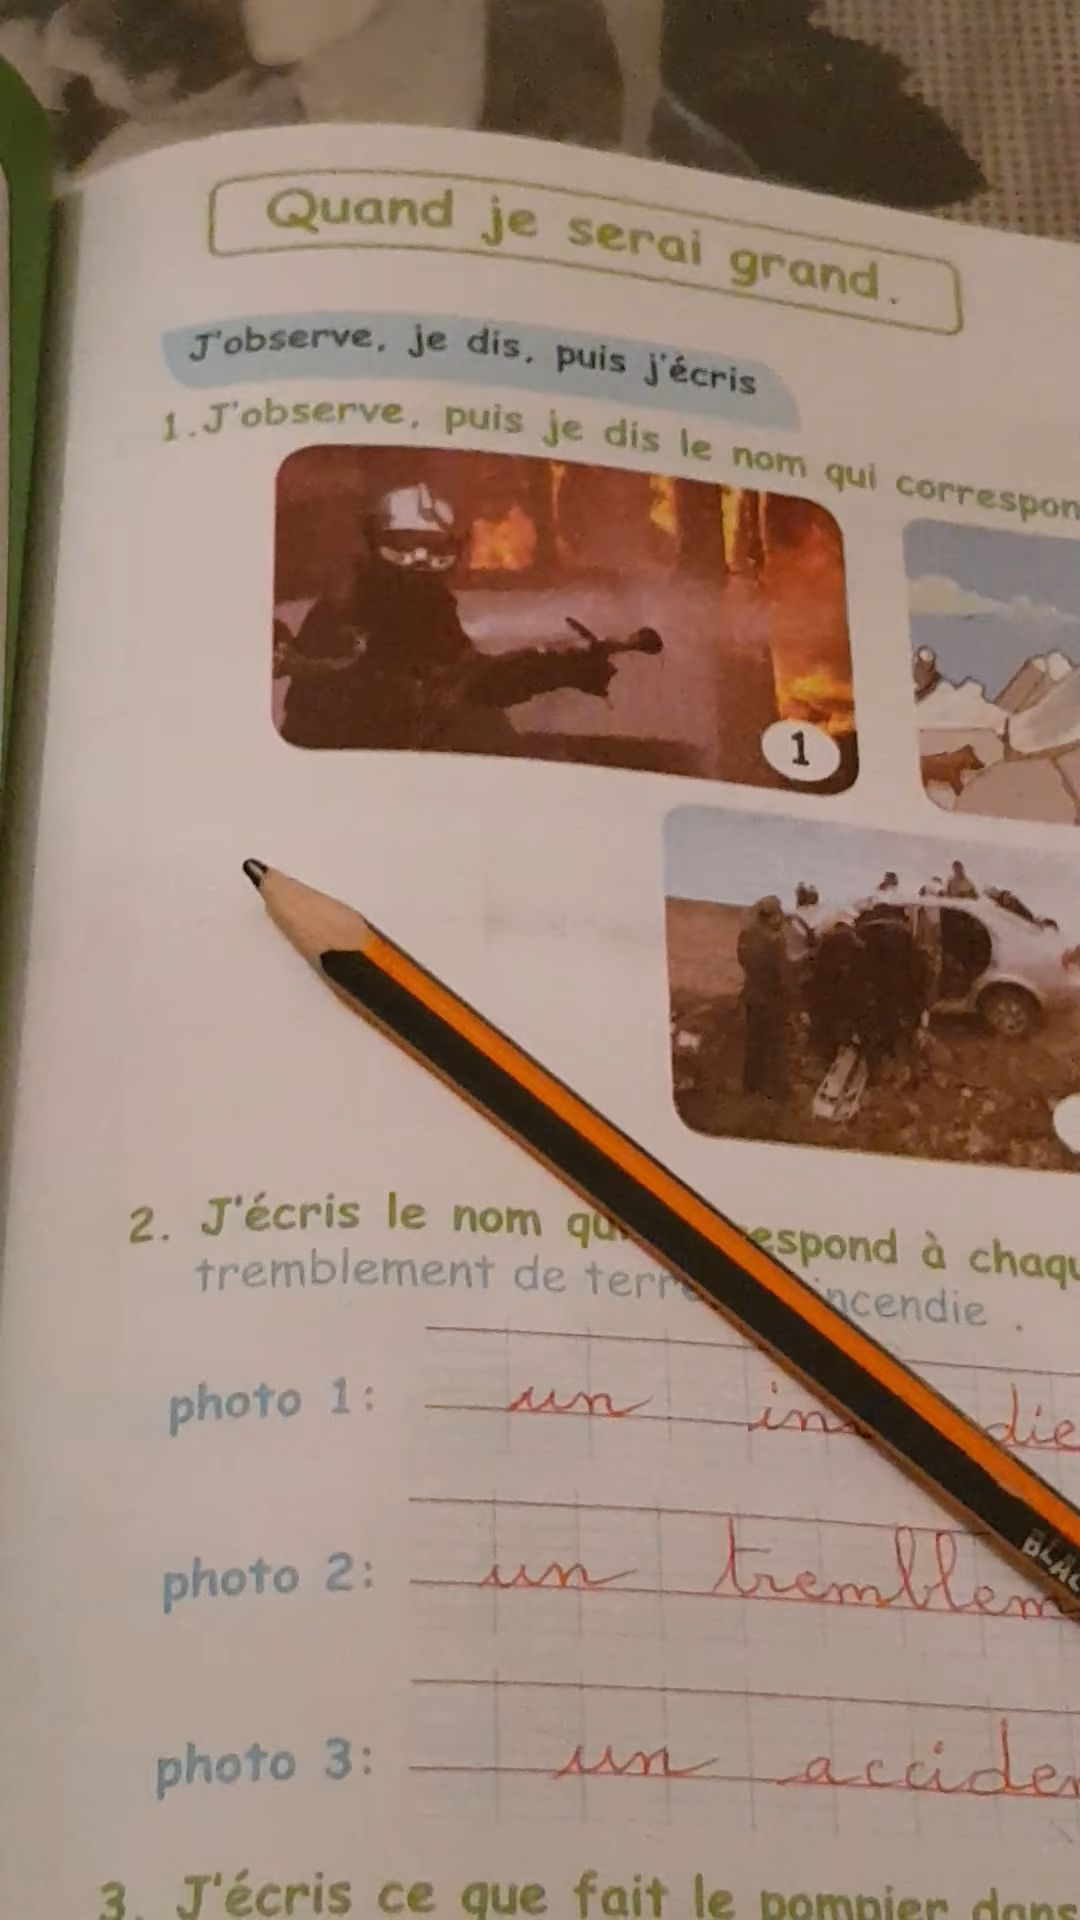 Quand je serai grand.
J'observe, je dis, puis j'écris
1. J'observe, puis je dis le nom qui correspon
1
2. J'écris le nom qu espond à chaqu
tremblement de terre ncendie .
photo 1: un in die
photo 2: un tremblem
photo 3: un acciden
3. J'écris ce que fait le pompier dans
BLAC